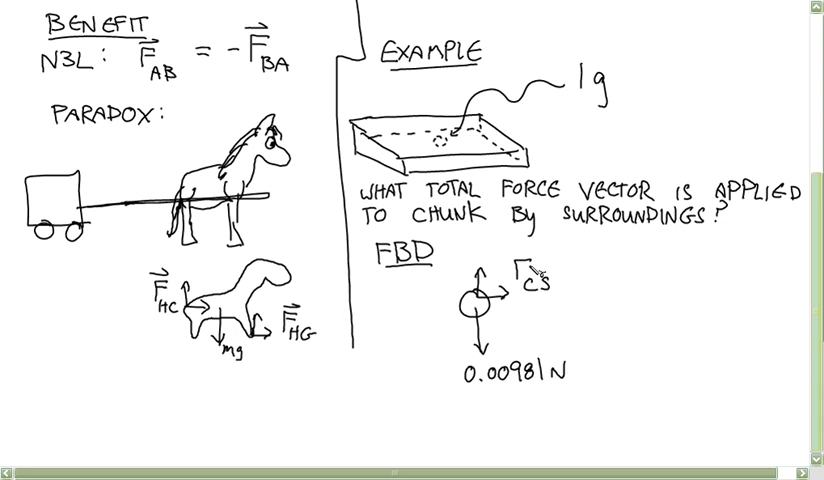 BENEFIT
N3L: F⃗AB = -F⃗BA
PARADOX:
F⃗HC
F⃗HG
mg
EXAMPLE
1g
WHAT TOTAL FORCE VECTOR IS APPLIED
TO CHUNK BY SURROUNDINGS?
FBD
CS
0.00981N